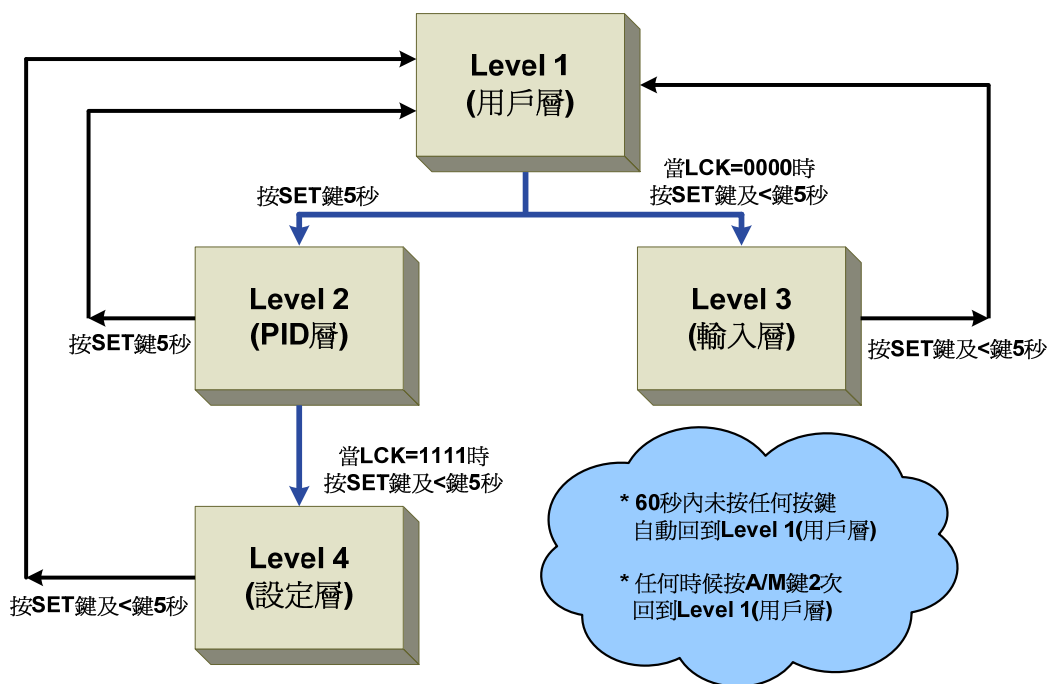 Level 1
(用戶層)
當LCK=0000時
按SET鍵5秒
按SET鍵及<鍵5秒
Level 2
(PID層)
Level 3
(輸入層)
按SET鍵5秒
按SET鍵及<鍵5秒
當LCK=1111時
按SET鍵及<鍵5秒
Level 4
(設定層)
按SET鍵及<鍵5秒
* 60秒內未按任何按鍵
自動回到Level 1(用戶層)
* 任何時候按A/M鍵2次
回到Level 1(用戶層)